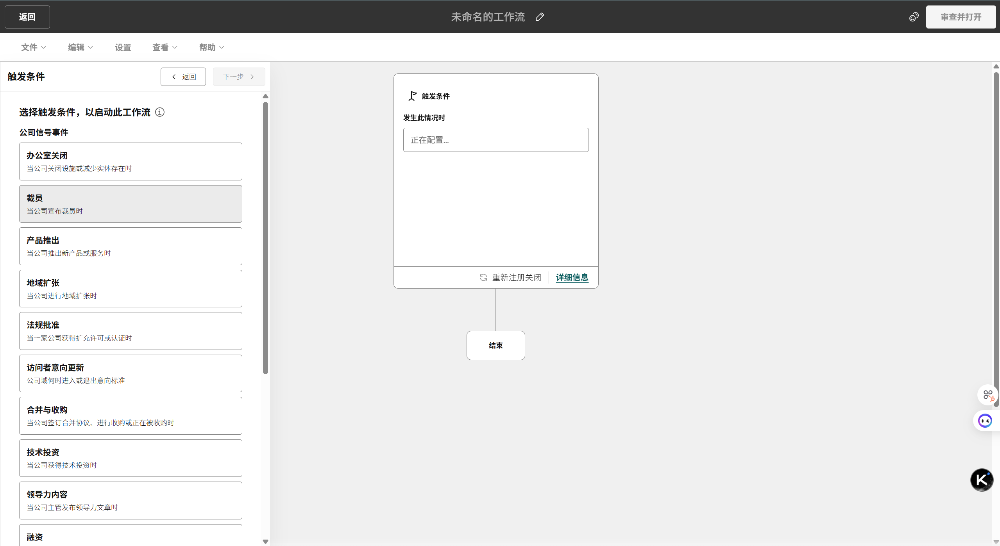 返回
未命名的工作流
审查并打开
文件
编辑
设置
查看
帮助
触发条件
返回
下一步
选择触发条件，以启动此工作流
公司信号事件
办公室关闭
当公司关闭设施或减少实体存在时
裁员
当公司宣布裁员时
产品推出
当公司推出新产品或服务时
地域扩张
当公司进行地域扩张时
法规批准
当一家公司获得扩充许可或认证时
访问者意向更新
公司域何时进入或退出意向标准
合并与收购
当公司签订合并协议、进行收购或正在被收购时
技术投资
当公司获得技术投资时
领导力内容
当公司主管发布领导力文章时
融资
触发条件
发生此情况时
正在配置...
重新注册关闭
详细信息
结束
K